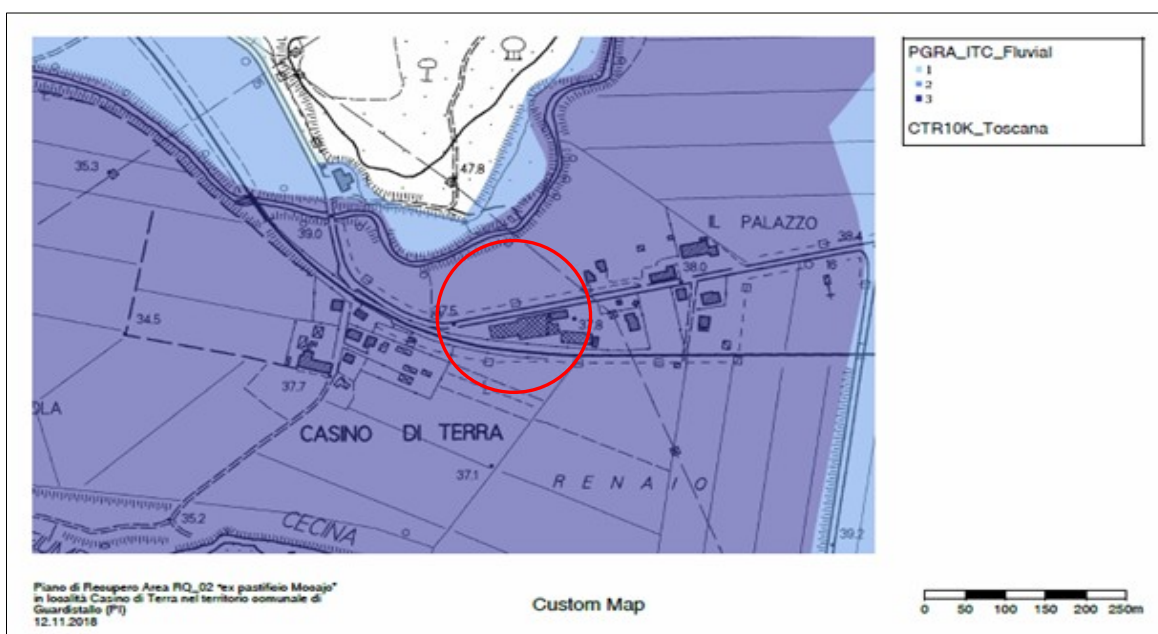 PGRA_ITC_Fluvial
1
2
3
CTR10K_Toscana
47.8
35.3
39.0
IL PALAZZO
38.4
38.0
18
37.5
37.8
34.5
37.7
OLA
CASINO DI TERRA
37.1
RENAIO
35.2
CECINA
FIUME
39.2
Piano di Recupero Area RQ_02 "ex pastificio Mosajo"
in località Casino di Terra nel territorio comunale di
Guardistallo (PI)
12.11.2018
Custom Map
0 50 100 150 200 250m